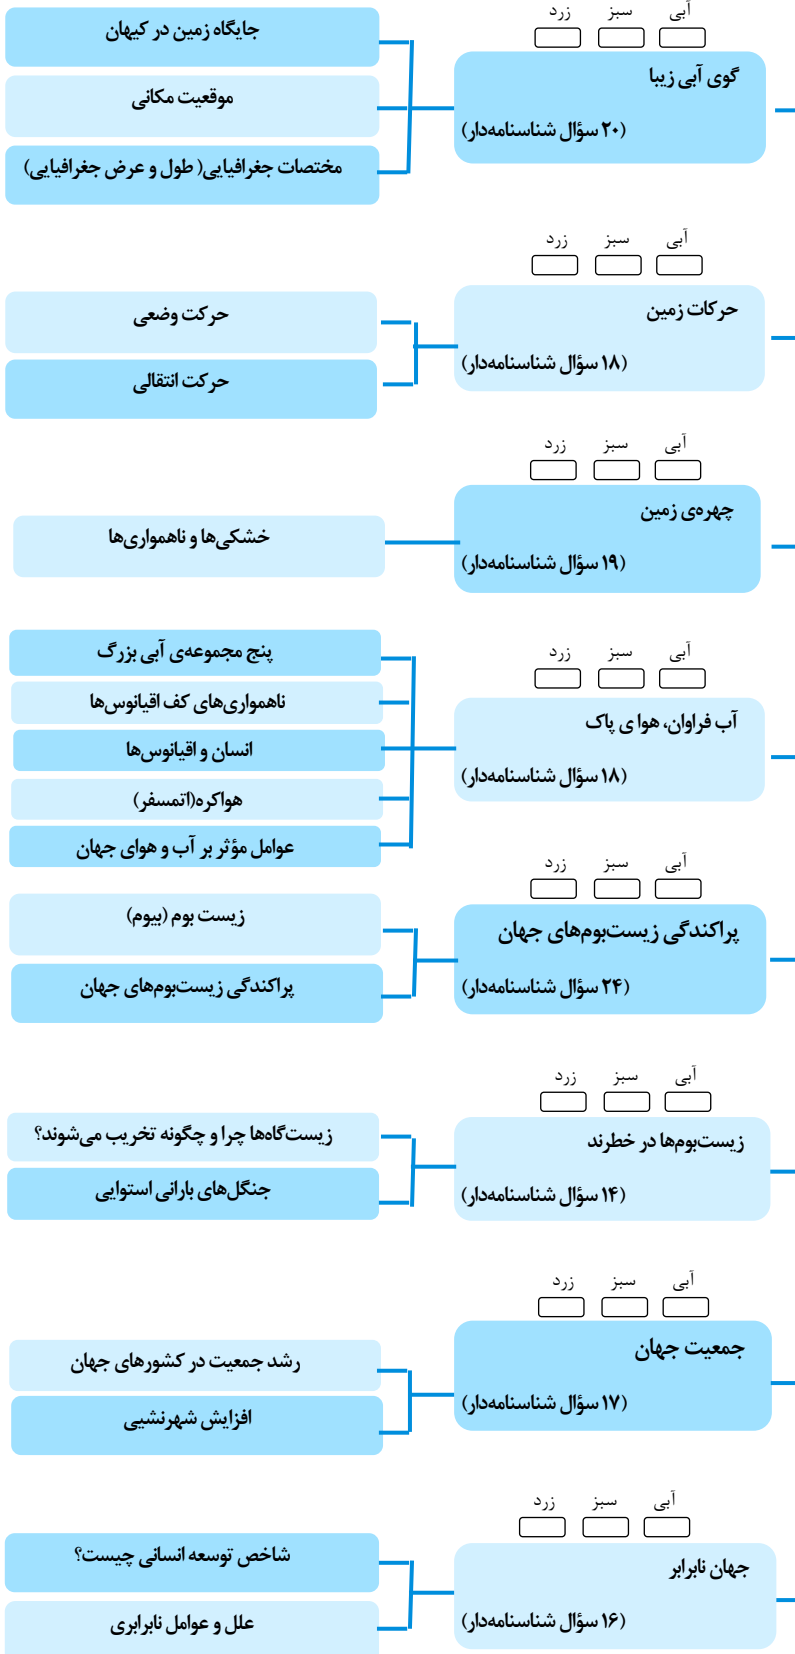 آبی سبز زرد
گوی آبی زیبا
(۲۰ سؤال شناسنامه‌دار)
جایگاه زمین در کیهان
موقعیت مکانی
مختصات جغرافیایی( طول و عرض جغرافیایی)
آبی سبز زرد
حرکات زمین
(۱۸ سؤال شناسنامه‌دار)
حرکت وضعی
حرکت انتقالی
آبی سبز زرد
چهره‌ی زمین
(۱۹ سؤال شناسنامه‌دار)
خشکی‌ها و ناهمواری‌ها
آبی سبز زرد
آب فراوان، هوا ی پاک
(۱۸ سؤال شناسنامه‌دار)
پنج مجموعه‌ی آبی بزرگ
ناهمواری‌های کف اقیانوس‌ها
انسان و اقیانوس‌ها
هواکره(اتمسفر)
عوامل مؤثر بر آب و هوای جهان
آبی سبز زرد
پراکندگی زیست‌بوم‌های جهان
(۲۴ سؤال شناسنامه‌دار)
زیست بوم (بیوم)
پراکندگی زیست‌بوم‌های جهان
آبی سبز زرد
زیست‌بوم‌ها در خطرند
(۱۴ سؤال شناسنامه‌دار)
زیست‌گاه‌ها چرا و چگونه تخریب می‌شوند؟
جنگل‌های بارانی استوایی
آبی سبز زرد
جمعیت جهان
(۱۷ سؤال شناسنامه‌دار)
رشد جمعیت در کشورهای جهان
افزایش شهرنشیی
آبی سبز زرد
جهان نابرابر
(۱۶ سؤال شناسنامه‌دار)
شاخص توسعه انسانی چیست؟
علل و عوامل نابرابری